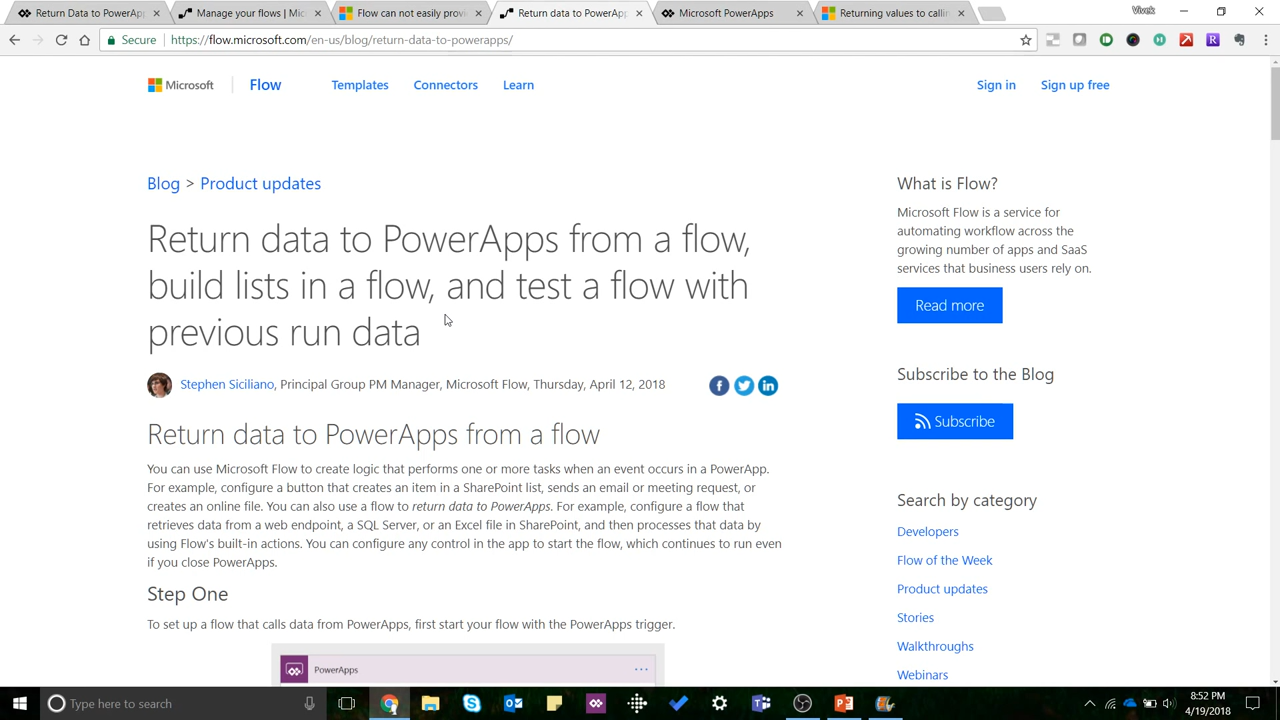 Return Data to PowerAp
Manage your flows | Mic
Flow can not easily provi
Return data to PowerApp
Microsoft PowerApps
Returning values to callin
Vivek
Secure
https://flow.microsoft.com/en-us/blog/return-data-to-powerapps/
Microsoft
Flow
Templates
Connectors
Learn
Sign in
Sign up free
Blog > Product updates
Return data to PowerApps from a flow,
build lists in a flow, and test a flow with
previous run data
Stephen Siciliano, Principal Group PM Manager, Microsoft Flow, Thursday, April 12, 2018
Return data to PowerApps from a flow
You can use Microsoft Flow to create logic that performs one or more tasks when an event occurs in a PowerApp.
For example, configure a button that creates an item in a SharePoint list, sends an email or meeting request, or
creates an online file. You can also use a flow to return data to PowerApps. For example, configure a flow that
retrieves data from a web endpoint, a SQL Server, or an Excel file in SharePoint, and then processes that data by
using Flow's built-in actions. You can configure any control in the app to start the flow, which continues to run even
if you close PowerApps.
Step One
To set up a flow that calls data from PowerApps, first start your flow with the PowerApps trigger.
PowerApps
What is Flow?
Microsoft Flow is a service for
automating workflow across the
growing number of apps and SaaS
services that business users rely on.
Read more
Subscribe to the Blog
Subscribe
Search by category
Developers
Flow of the Week
Product updates
Stories
Walkthroughs
Webinars
Type here to search
8:52 PM
4/19/2018